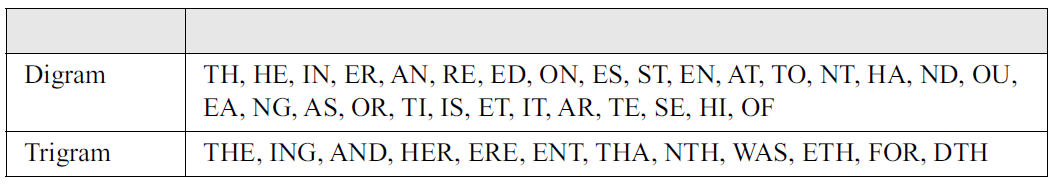 Digram TH, HE, IN, ER, AN, RE, ED, ON, ES, ST, EN, AT, TO, NT, HA, ND, OU,
EA, NG, AS, OR, TI, IS, ET, IT, AR, TE, SE, HI, OF
Trigram THE, ING, AND, HER, ERE, ENT, THA, NTH, WAS, ETH, FOR, DTH